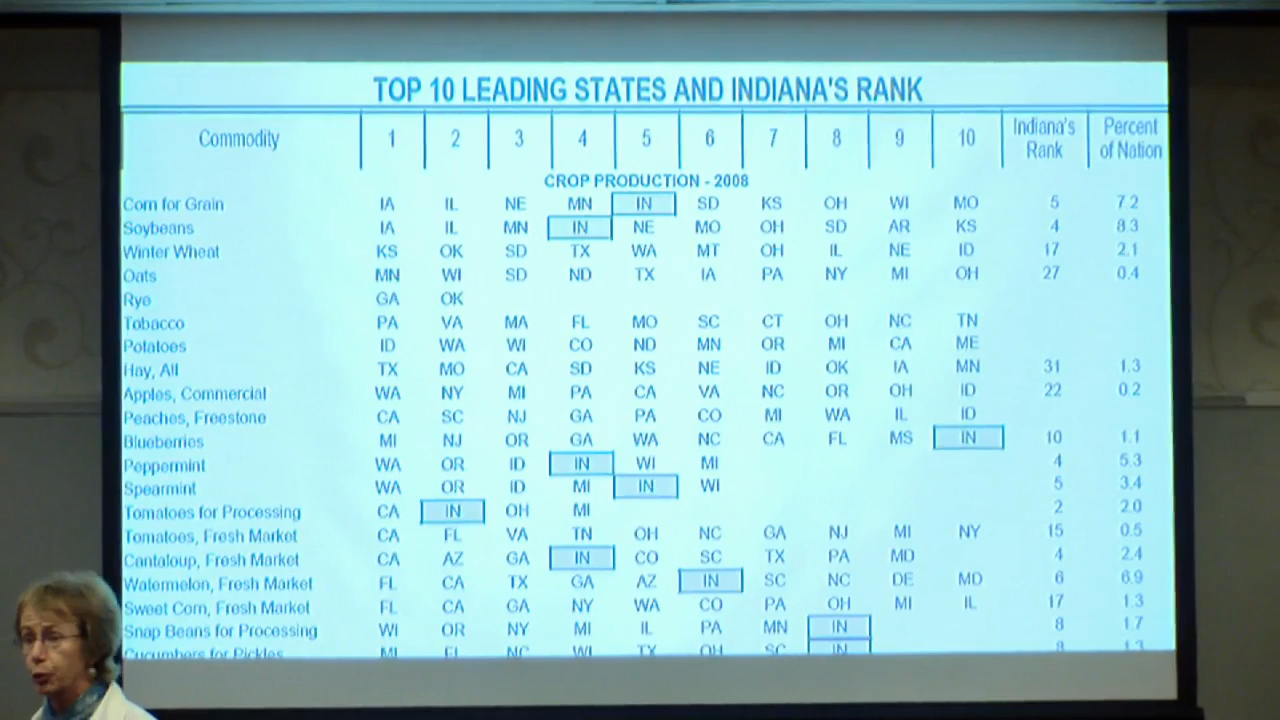 TOP 10 LEADING STATES AND INDIANA'S RANK
Commodity 1 2 3 4 5 6 7 8 9 10 Indiana's Rank Percent of Nation
CROP PRODUCTION - 2008
Corn for Grain IA IL NE MN IN SD KS OH WI MO 5 7.2
Soybeans IA IL MN IN NE MO OH SD AR KS 4 8.3
Winter Wheat KS OK SD TX WA MT OH IL NE ID 17 2.1
Oats MN WI SD ND TX IA PA NY MI OH 27 0.4
Rye GA OK
Tobacco PA VA MA FL MO SC CT OH NC TN
Potatoes ID WA WI CO ND MN OR MI CA ME
Hay, All TX MO CA SD KS NE ID OK IA MN 31 1.3
Apples, Commercial WA NY MI PA CA VA NC OR OH ID 22 0.2
Peaches, Freestone CA SC NJ GA PA CO MI WA IL ID
Blueberries MI NJ OR GA WA NC CA FL MS IN 10 1.1
Peppermint WA OR ID IN WI MI 4 5.3
Spearmint WA OR ID MI IN WI 5 3.4
Tomatoes for Processing CA IN OH MI 2 2.0
Tomatoes, Fresh Market CA FL VA TN OH NC GA NJ MI NY 15 0.5
Cantaloup, Fresh Market CA AZ GA IN CO SC TX PA MD 4 2.4
Watermelon, Fresh Market FL CA TX GA AZ IN SC NC DE MD 6 6.9
Sweet Corn, Fresh Market FL CA GA NY WA CO PA OH MI IL 17 1.3
Snap Beans for Processing WI OR NY MI IL PA MN IN 8 1.7
Cucumbers for Pickles MI FL NC WI TX OH SC IN 8 1.3